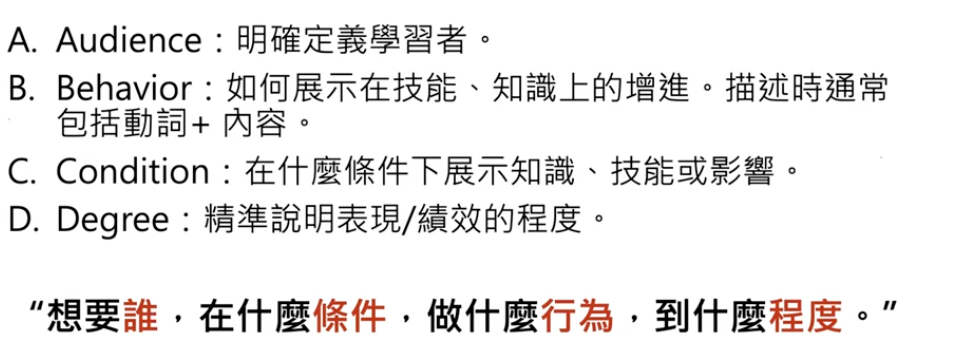 A. Audience：明確定義學習者。
B. Behavior：如何展示在技能、知識上的增進。描述時通常
包括動詞+ 內容。
C. Condition：在什麼條件下展示知識、技能或影響。
D. Degree：精準說明表現/績效的程度。
“想要誰，在什麼條件，做什麼行為，到什麼程度。”